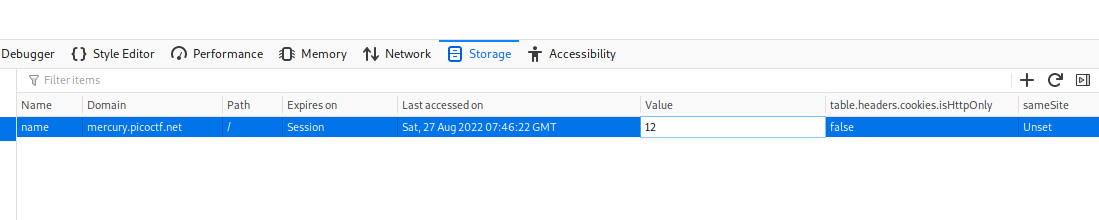 Debugger Style Editor Performance Memory Network Storage Accessibility
Filter items
Name Domain Path Expires on Last accessed on Value table.headers.cookies.isHttpOnly sameSite
name mercury.picoctf.net / Session Sat, 27 Aug 2022 07:46:22 GMT 12 false Unset